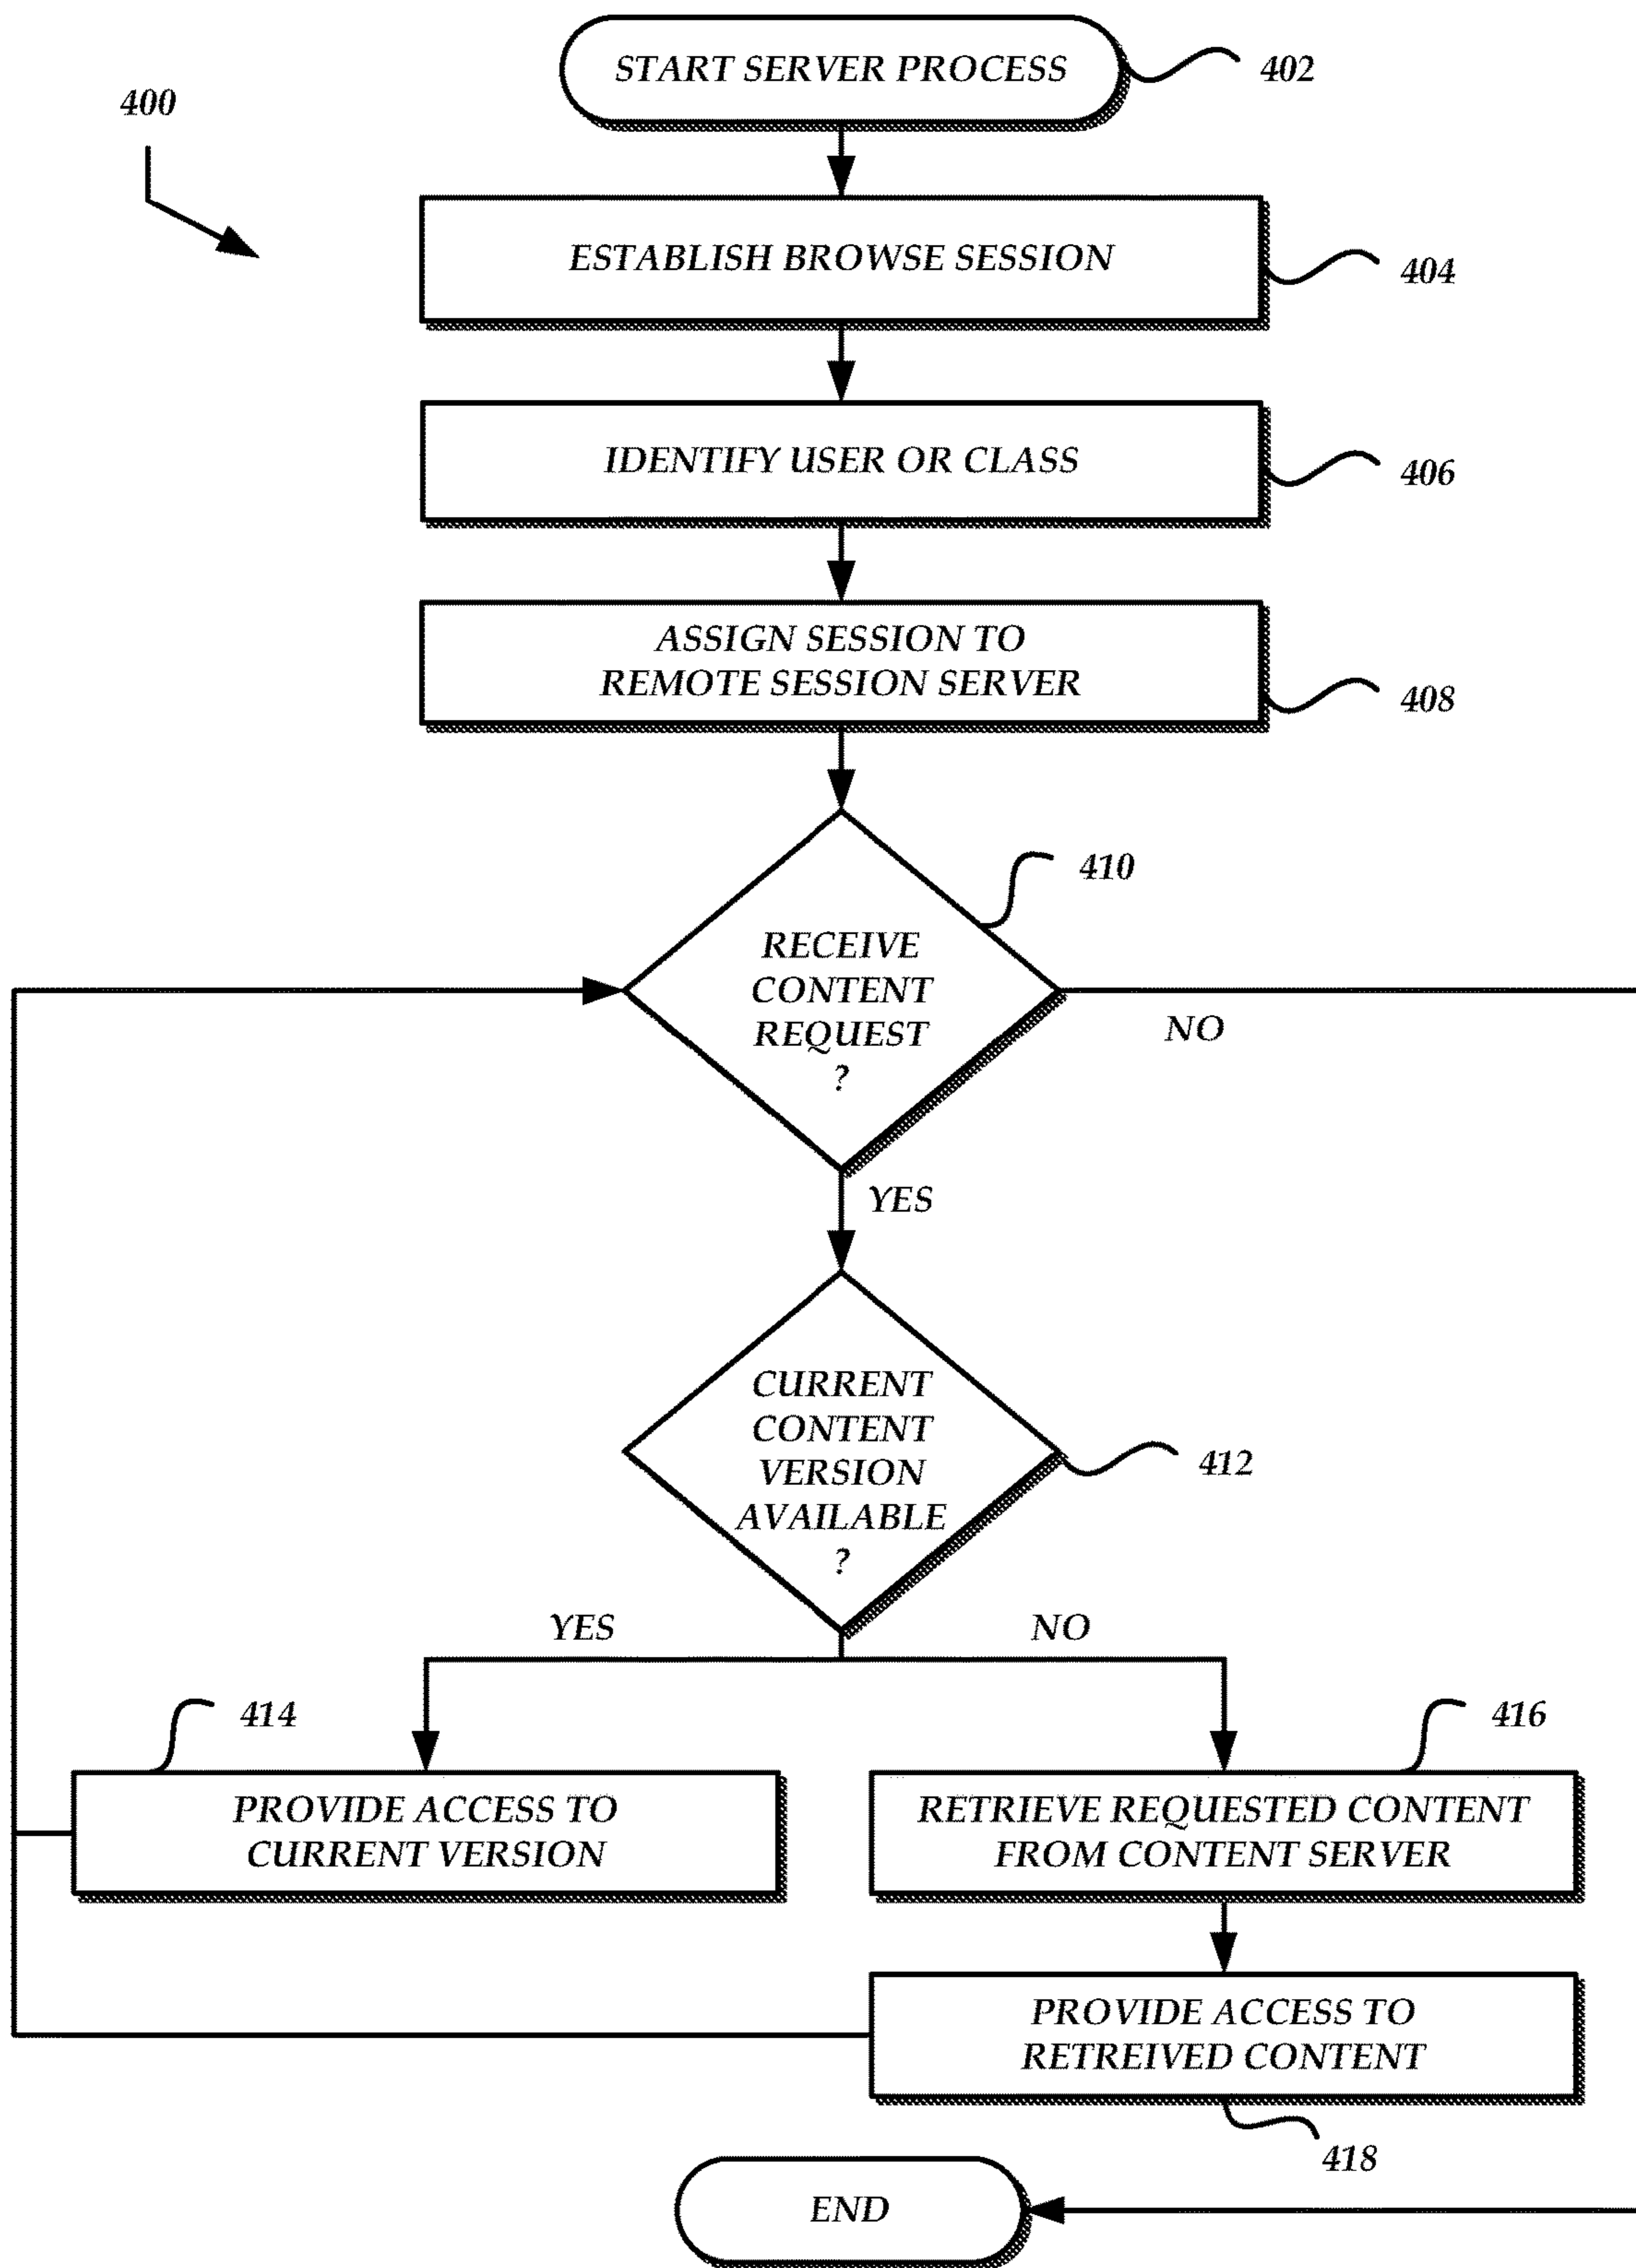 START SERVER PROCESS
402
400
ESTABLISH BROWSE SESSION
404
IDENTIFY USER OR CLASS
406
ASSIGN SESSION TO
REMOTE SESSION SERVER
408
410
RECEIVE
CONTENT
REQUEST
?
NO
YES
CURRENT
CONTENT
VERSION
AVAILABLE
?
412
YES
NO
414
416
PROVIDE ACCESS TO
CURRENT VERSION
RETRIEVE REQUESTED CONTENT
FROM CONTENT SERVER
PROVIDE ACCESS TO
RETREIVED CONTENT
418
END